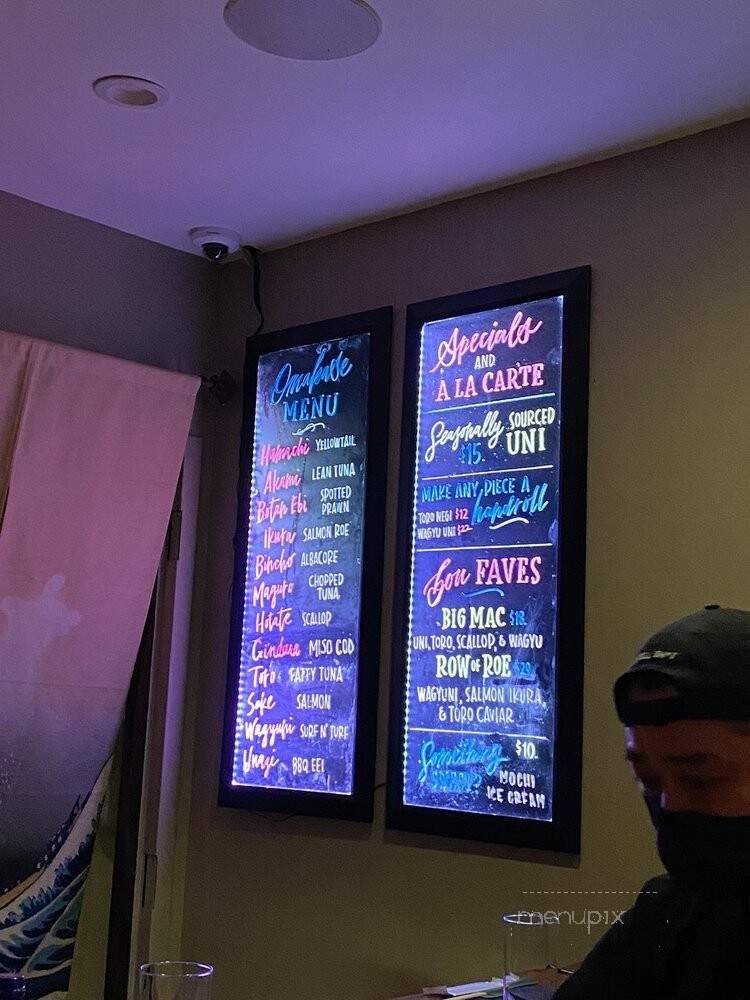 Omakase
MENU
Hamachi YELLOWTAIL
Akami LEAN TUNA
Botan Ebi SPOTTED PRAWN
Ikura SALMON ROE
Bincho ALBACORE
Maguro CHOPPED TUNA
Hotate SCALLOP
Gindara MISO COD
Toro FATTY TUNA
Sake SALMON
Wagyuni SURF N' TURF
Unagi BBQ EEL
Specials
AND
À LA CARTE
Seasonally SOURCED
$15. UNI
MAKE ANY PIECE A
TORO NEGI $12 handroll
WAGYU UNI $22
FAVES
BIG MAC $18.
UNI, TORO, SCALLOP, & WAGYU
ROW OF ROE $20.
WAGYUNI, SALMON IKURA,
& TORO CAVIAR
Something $10.
MOCHI
ICE CREAM
menupix